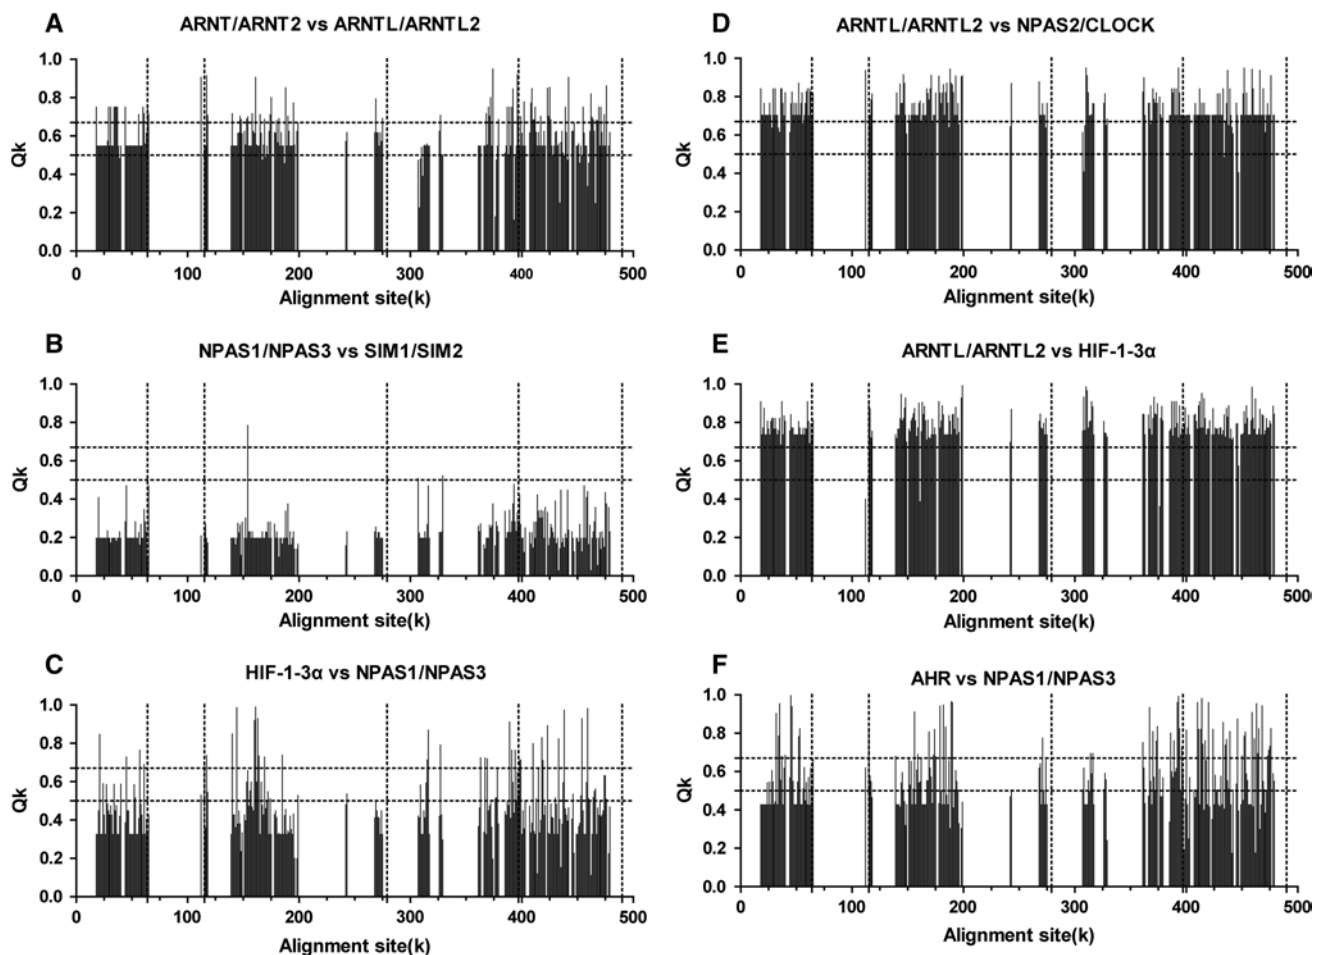 A
ARNT/ARNT2 vs ARNTL/ARNTL2
1.0
0.8
0.6
0.4
0.2
0.0
Qk
0 100 200 300 400 500
Alignment site(k)
B
NPAS1/NPAS3 vs SIM1/SIM2
1.0
0.8
0.6
0.4
0.2
0.0
Qk
0 100 200 300 400 500
Alignment site(k)
C
HIF-1-3α vs NPAS1/NPAS3
1.0
0.8
0.6
0.4
0.2
0.0
Qk
0 100 200 300 400 500
Alignment site(k)
D
ARNTL/ARNTL2 vs NPAS2/CLOCK
1.0
0.8
0.6
0.4
0.2
0.0
Qk
0 100 200 300 400 500
Alignment site(k)
E
ARNTL/ARNTL2 vs HIF-1-3α
1.0
0.8
0.6
0.4
0.2
0.0
Qk
0 100 200 300 400 500
Alignment site(k)
F
AHR vs NPAS1/NPAS3
1.0
0.8
0.6
0.4
0.2
0.0
Qk
0 100 200 300 400 500
Alignment site(k)